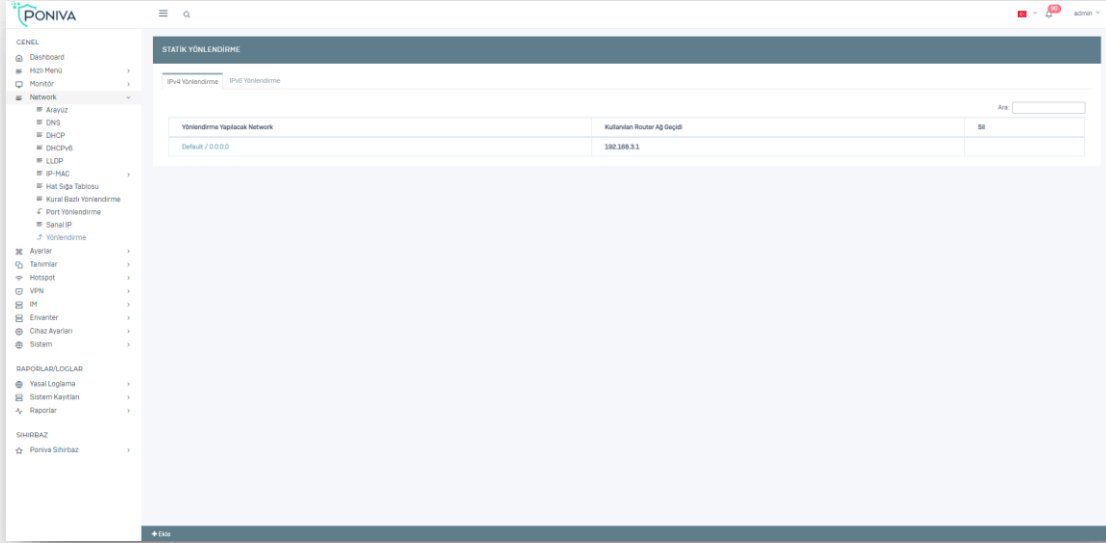 PONIVA
80
admin
GENEL
Dashboard
Hızlı Menü
Monitör
Network
Arayüz
DNS
DHCP
DHCPv6
LLDP
IP-MAC
Hat Sığa Tablosu
Kural Bazlı Yönlendirme
Port Yönlendirme
Sanal IP
Yönlendirme
Ayarlar
Tanımlar
Hotspot
VPN
IM
Envanter
Cihaz Ayarları
Sistem
RAPORLAR/LOGLAR
Yasal Loglama
Sistem Kayıtları
Raporlar
SIHIRBAZ
Poniva Sihirbaz
STATİK YÖNLENDİRME
IPv4 Yönlendirme IPv6 Yönlendirme
Ara:
Yönlendirme Yapılacak Network Kullanılan Router Ağ Geçidi Sil
Default / 0.0.0.0 192.168.3.1
+ Ekle